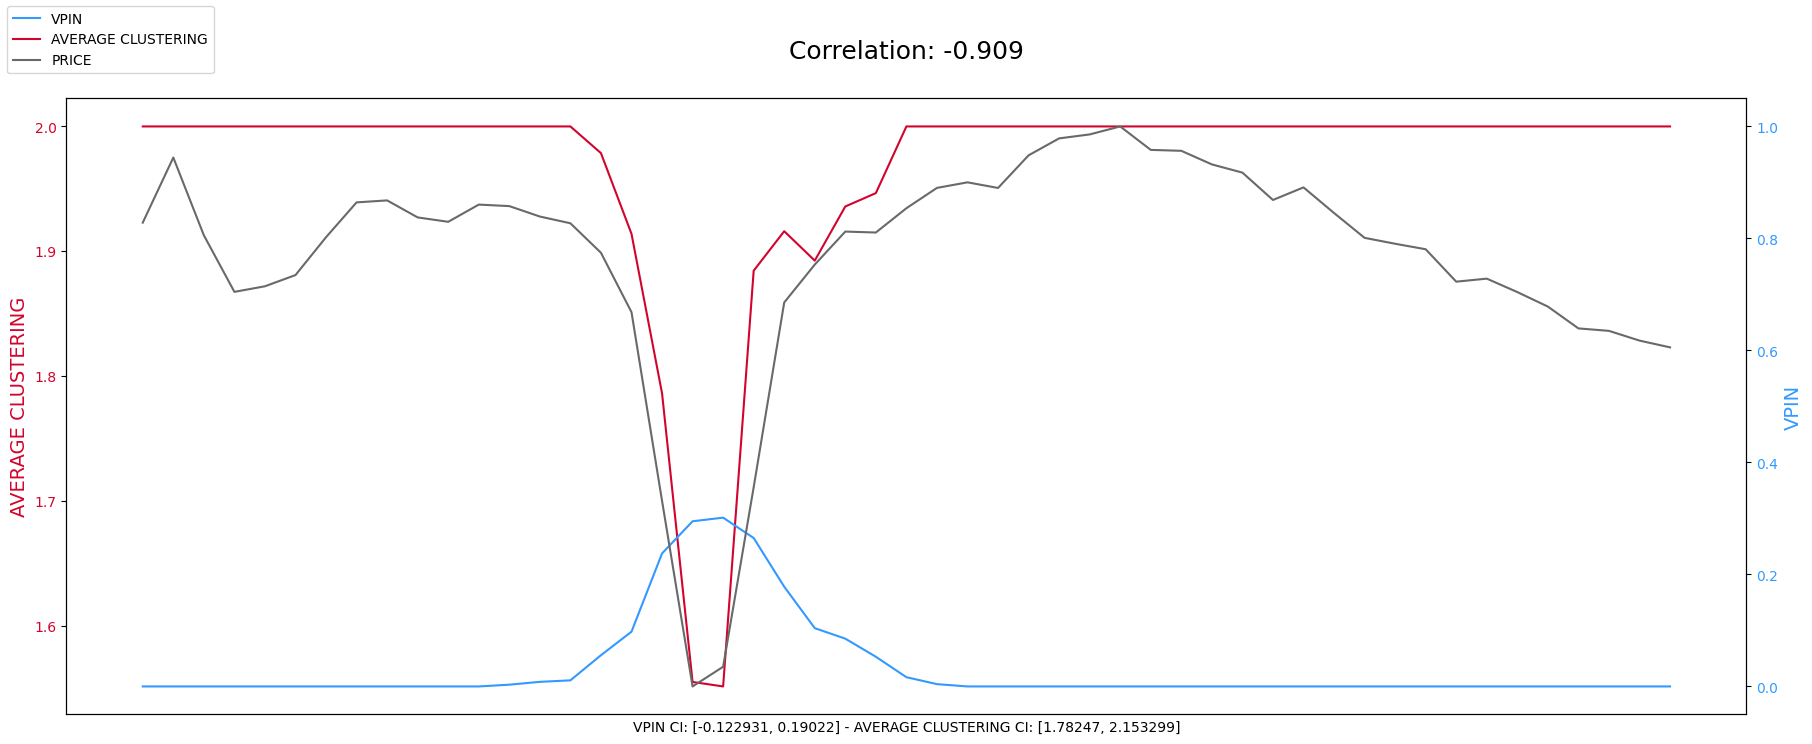 VPIN
AVERAGE CLUSTERING
PRICE
Correlation: -0.909
2.0
1.9
1.8
1.7
1.6
AVERAGE CLUSTERING
1.0
0.8
0.6
0.4
0.2
0.0
VPIN
VPIN CI: [-0.122931, 0.19022] - AVERAGE CLUSTERING CI: [1.78247, 2.153299]